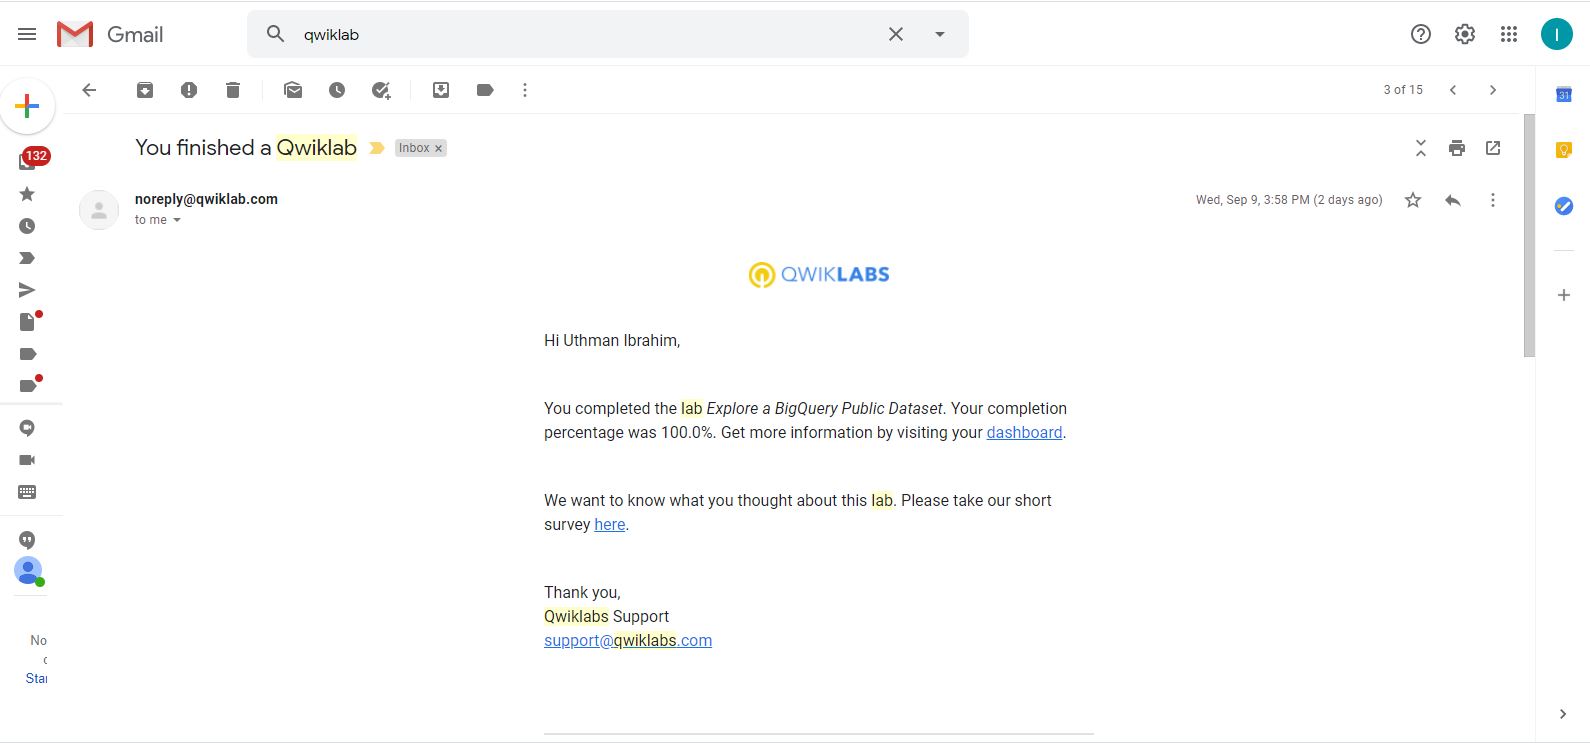 Gmail
qwiklab
I
3 of 15
31
132
You finished a Qwiklab
Inbox x
noreply@qwiklab.com
Wed, Sep 9, 3:58 PM (2 days ago)
to me
QWIKLABS
Hi Uthman Ibrahim,
You completed the lab Explore a BigQuery Public Dataset. Your completion
percentage was 100.0%. Get more information by visiting your dashboard.
We want to know what you thought about this lab. Please take our short
survey here.
Thank you,
Qwiklabs Support
support@qwiklabs.com
No
Star